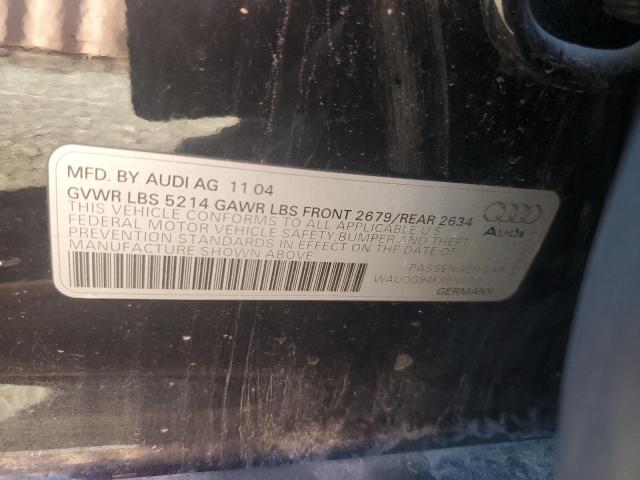 MFD. BY AUDI AG 11 04
GVWR LBS 5214 GAWR LBS FRONT 2679/REAR 2634
THIS VEHICLE CONFORMS TO ALL APPLICABLE U.S.
FEDERAL MOTOR VEHICLE SAFETY BUMPER AND THEFT
PREVENTION STANDARDS IN EFFECT ON THE DATE OF
MANUFACTURE SHOWN ABOVE
Audi
PASSENGER CAR
GERMANY